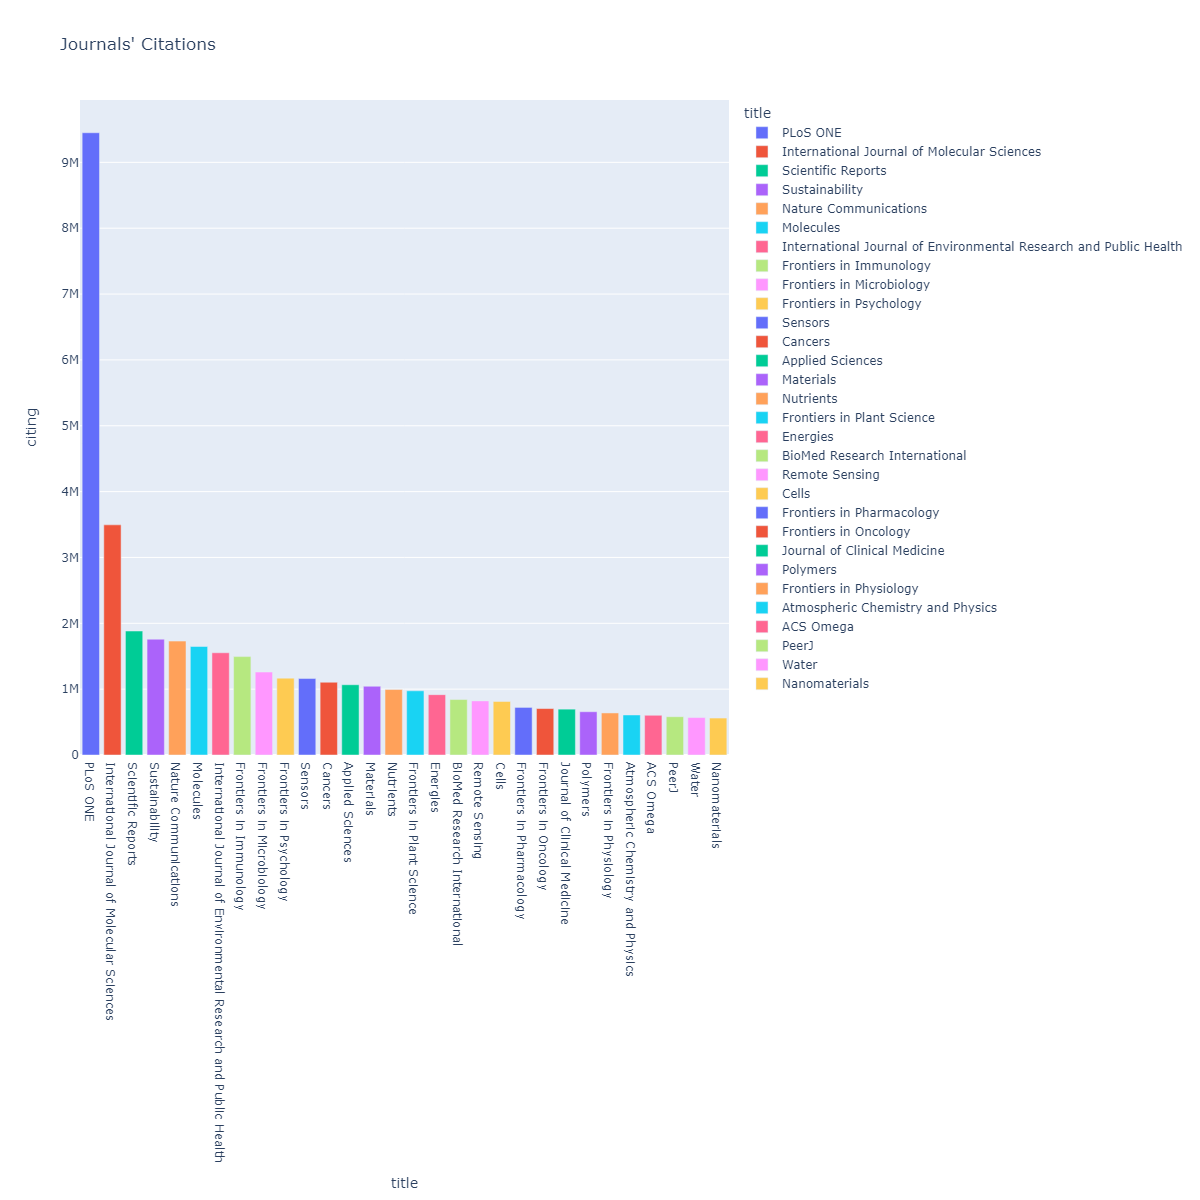 Journals' Citations
title
PLoS ONE
International Journal of Molecular Sciences
Scientific Reports
Sustainability
Nature Communications
Molecules
International Journal of Environmental Research and Public Health
Frontiers in Immunology
Frontiers in Microbiology
Frontiers in Psychology
Sensors
Cancers
Applied Sciences
Materials
Nutrients
Frontiers in Plant Science
Energies
BioMed Research International
Remote Sensing
Cells
Frontiers in Pharmacology
Frontiers in Oncology
Journal of Clinical Medicine
Polymers
Frontiers in Physiology
Atmospheric Chemistry and Physics
ACS Omega
PeerJ
Water
Nanomaterials
9M
8M
7M
6M
5M
4M
3M
2M
1M
0
citing
PLoS ONE
International Journal of Molecular Sciences
Scientific Reports
Sustainability
Nature Communications
Molecules
International Journal of Environmental Research and Public Health
Frontiers in Immunology
Frontiers in Microbiology
Frontiers in Psychology
Sensors
Cancers
Applied Sciences
Materials
Nutrients
Frontiers in Plant Science
Energies
BioMed Research International
Remote Sensing
Cells
Frontiers in Pharmacology
Frontiers in Oncology
Journal of Clinical Medicine
Polymers
Frontiers in Physiology
Atmospheric Chemistry and Physics
ACS Omega
PeerJ
Water
Nanomaterials
title